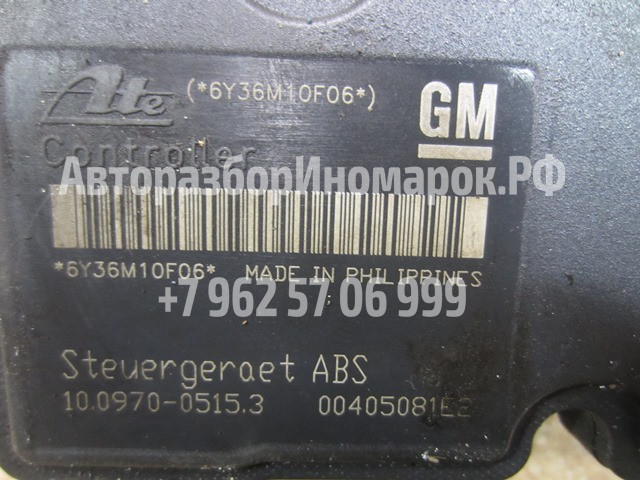 Ate (*6Y36M10F06*) GM
Controller
АвторазборИномарок.РФ
*6Y36M10F06* MADE IN PHILIPPINES
+7 962 57 06 999
Steuergeraet ABS
10.0970-0515.3 00405081E2